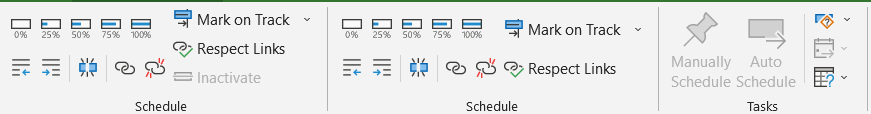 0% 25% 50% 75% 100% Mark on Track
Respect Links
Inactivate
Schedule
0% 25% 50% 75% 100% Mark on Track
Respect Links
Schedule
Manually Schedule
Auto Schedule
Tasks